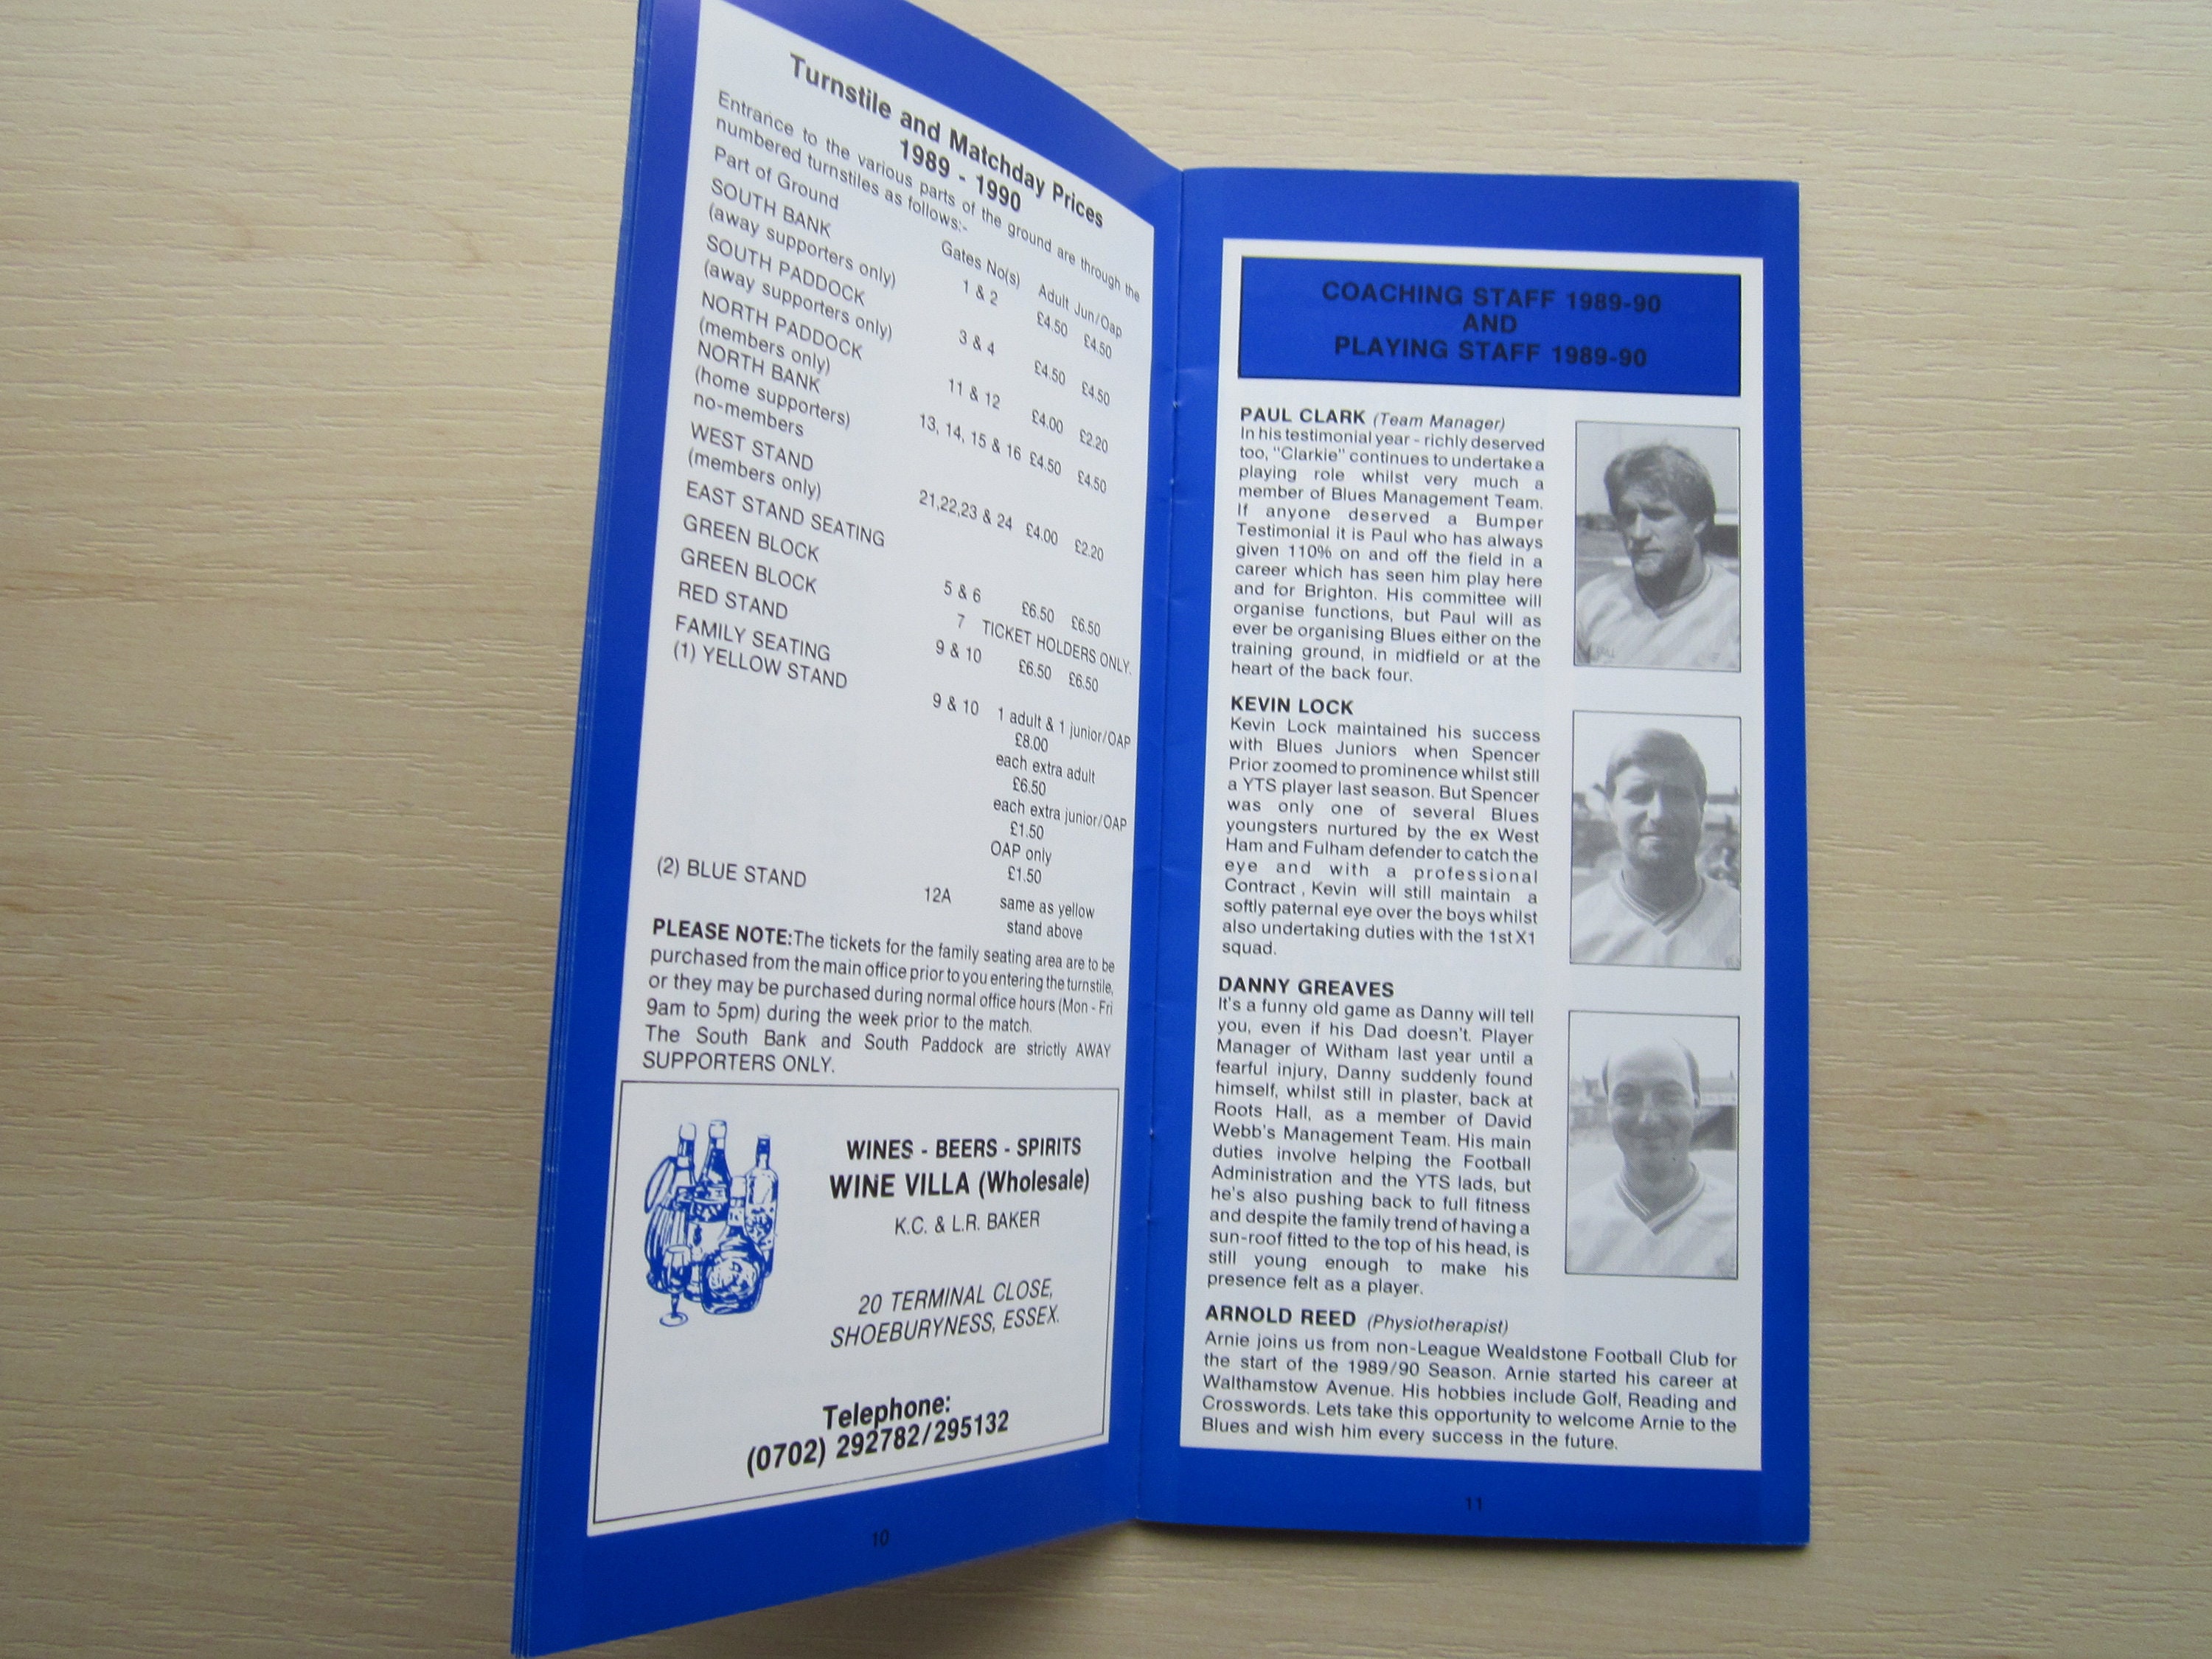 Turnstile and Matchday Prices
1989 - 1990
Entrance to the various parts of the ground are through the
numbered turnstiles as follows:-
Part of Ground Gates No(s) Adult Jun/Oap
SOUTH BANK 1 & 2 £4.50 £4.50
(away supporters only)
SOUTH PADDOCK 3 & 4 £4.50 £4.50
(away supporters only)
NORTH PADDOCK 11 & 12 £4.00 £2.20
(members only)
NORTH BANK 13, 14, 15 & 16 £4.50 £4.50
(home supporters)
no-members
WEST STAND 21,22,23 & 24 £4.00 £2.20
(members only)
EAST STAND SEATING
GREEN BLOCK 5 & 6 £6.50 £6.50
GREEN BLOCK 7 TICKET HOLDERS ONLY.
RED STAND 9 & 10 £6.50 £6.50
FAMILY SEATING
(1) YELLOW STAND 9 & 10 1 adult & 1 junior/OAP
£8.00
each extra adult
£6.50
each extra junior/OAP
£1.50
OAP only
£1.50
(2) BLUE STAND 12A same as yellow
stand above
PLEASE NOTE:The tickets for the family seating area are to be
purchased from the main office prior to you entering the turnstile,
or they may be purchased during normal office hours (Mon - Fri
9am to 5pm) during the week prior to the match.
The South Bank and South Paddock are strictly AWAY
SUPPORTERS ONLY.
WINES - BEERS - SPIRITS
WINE VILLA (Wholesale)
K.C. & L.R. BAKER
20 TERMINAL CLOSE,
SHOEBURYNESS, ESSEX.
Telephone:
(0702) 292782/295132
10
COACHING STAFF 1989-90
AND
PLAYING STAFF 1989-90
PAUL CLARK (Team Manager)
In his testimonial year - richly deserved
too, "Clarkie" continues to undertake a
playing role whilst very much a
member of Blues Management Team.
If anyone deserved a Bumper
Testimonial it is Paul who has always
given 110% on and off the field in a
career which has seen him play here
and for Brighton. His committee will
organise functions, but Paul will as
ever be organising Blues either on the
training ground, in midfield or at the
heart of the back four.
KEVIN LOCK
Kevin Lock maintained his success
with Blues Juniors when Spencer
Prior zoomed to prominence whilst still
a YTS player last season. But Spencer
was only one of several Blues
youngsters nurtured by the ex West
Ham and Fulham defender to catch the
eye and with a professional
Contract , Kevin will still maintain a
softly paternal eye over the boys whilst
also undertaking duties with the 1st X1
squad.
DANNY GREAVES
It's a funny old game as Danny will tell
you, even if his Dad doesn't. Player
Manager of Witham last year until a
fearful injury, Danny suddenly found
himself, whilst still in plaster, back at
Roots Hall, as a member of David
Webb's Management Team. His main
duties involve helping the Football
Administration and the YTS lads, but
he's also pushing back to full fitness
and despite the family trend of having a
sun-roof fitted to the top of his head, is
still young enough to make his
presence felt as a player.
ARNOLD REED (Physiotherapist)
Arnie joins us from non-League Wealdstone Football Club for
the start of the 1989/90 Season. Arnie started his career at
Walthamstow Avenue. His hobbies include Golf, Reading and
Crosswords. Lets take this opportunity to welcome Arnie to the
Blues and wish him every success in the future.
11